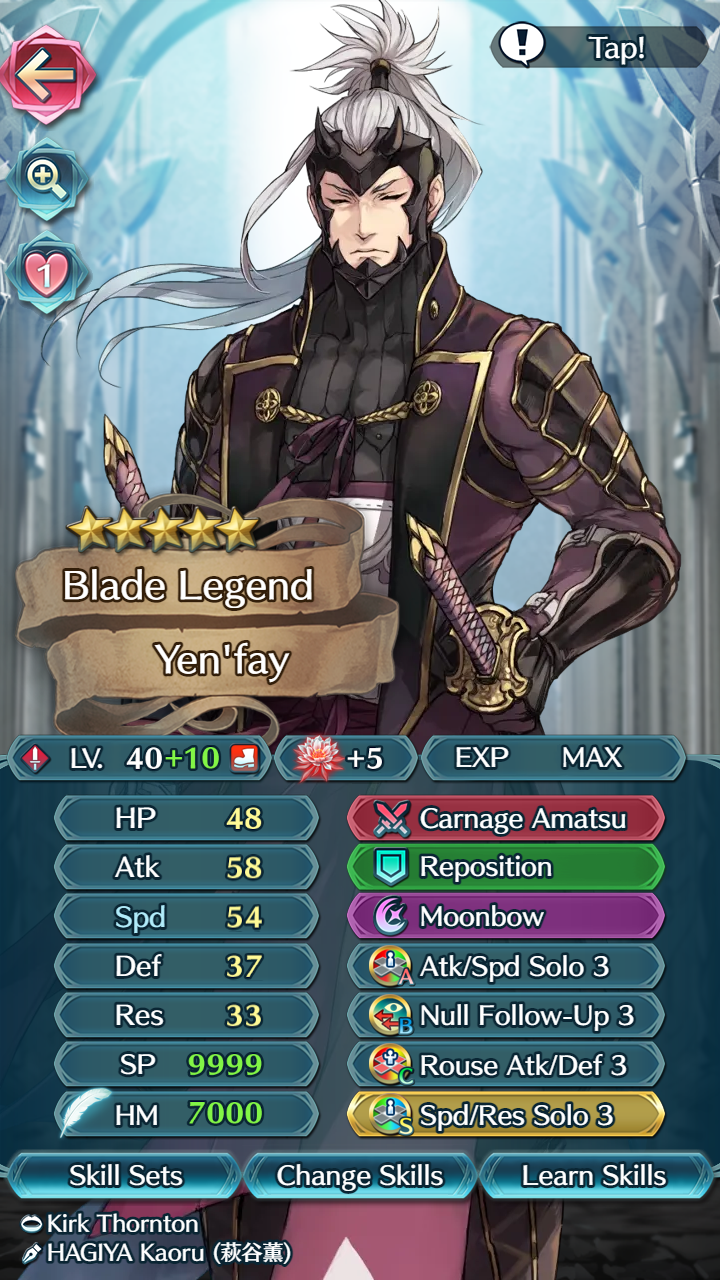 ! Tap!
1
Blade Legend
Yen'fay
LV. 40+10 +5 EXP MAX
HP 48
Atk 58
Spd 54
Def 37
Res 33
SP 9999
HM 7000
Carnage Amatsu
Reposition
Moonbow
A Atk/Spd Solo 3
B Null Follow-Up 3
C Rouse Atk/Def 3
S Spd/Res Solo 3
Skill Sets Change Skills Learn Skills
Kirk Thornton
HAGIYA Kaoru (萩谷薫)